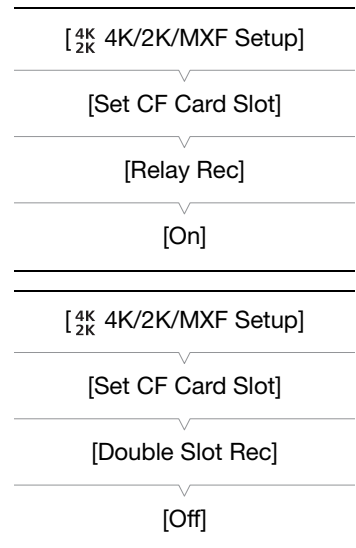 [4K 2K 4K/2K/MXF Setup]
[Set CF Card Slot]
[Relay Rec]
[On]
[4K 2K 4K/2K/MXF Setup]
[Set CF Card Slot]
[Double Slot Rec]
[Off]